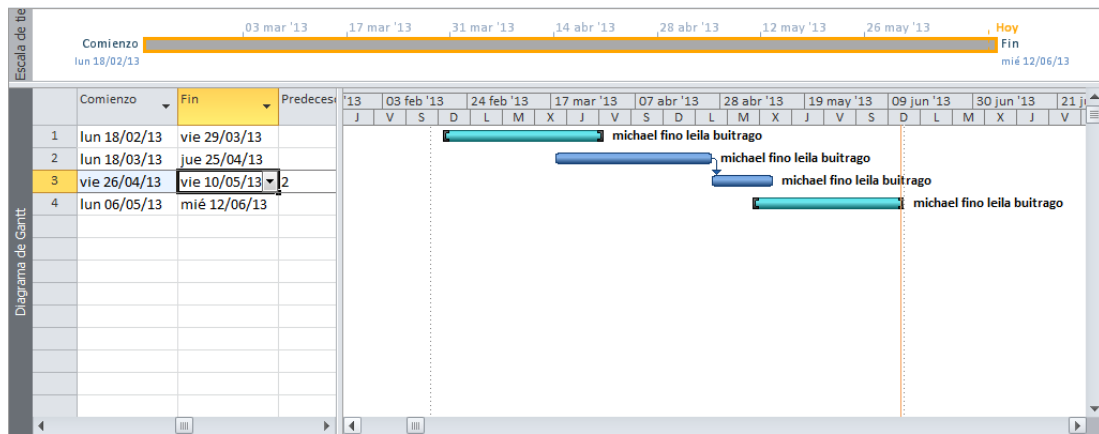 Escala de tie
03 mar '13 17 mar '13 31 mar '13 14 abr '13 28 abr '13 12 may '13 26 may '13 Hoy
Comienzo Fin
lun 18/02/13 mié 12/06/13
Diagrama de Gantt
Comienzo Fin Predeces
'13 03 feb '13 24 feb '13 17 mar '13 07 abr '13 28 abr '13 19 may '13 09 jun '13 30 jun '13 21 j
J V S D L M X J V S D L M X J V S D L M X J V
1 lun 18/02/13 vie 29/03/13 michael fino leila buitrago
2 lun 18/03/13 jue 25/04/13 michael fino leila buitrago
3 vie 26/04/13 vie 10/05/13 2 michael fino leila buitrago
4 lun 06/05/13 mié 12/06/13 michael fino leila buitrago